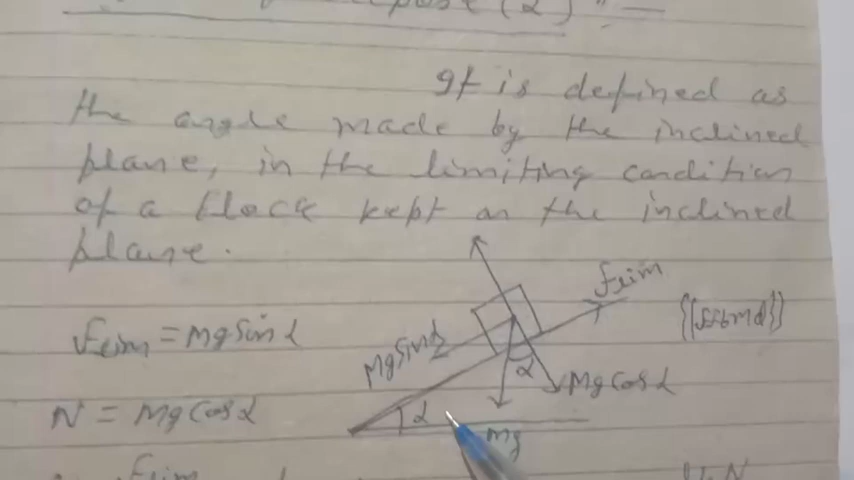 (α) " =
It is defined as
the angle made by the inclined
plane, in the limiting condition
of a block kept on the inclined
plane.
flim
flim = Mg Sin α
Mg Sin α
α
Mg Cos α
N = Mg Cos α
α
Mg
flim
N